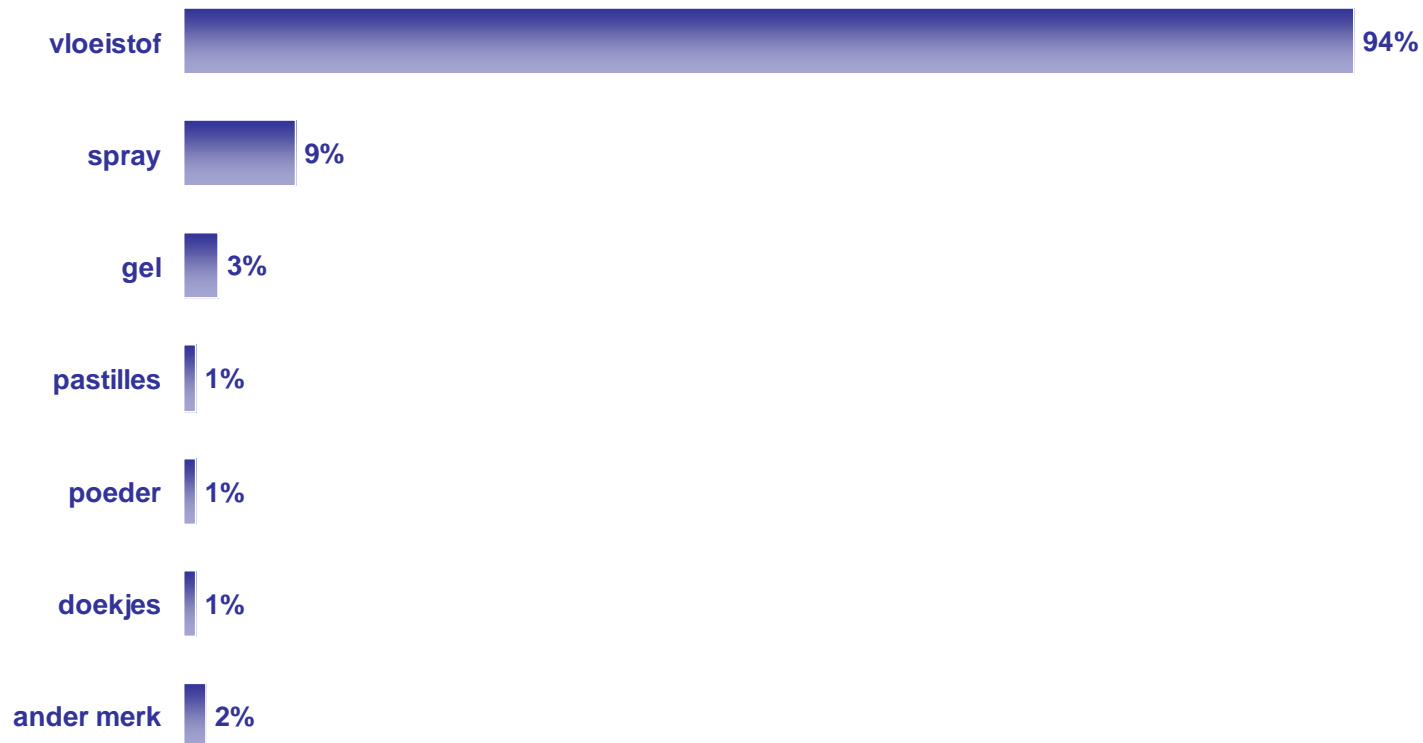 vloeistof 94%
spray 9%
gel 3%
pastilles 1%
poeder 1%
doekjes 1%
ander merk 2%